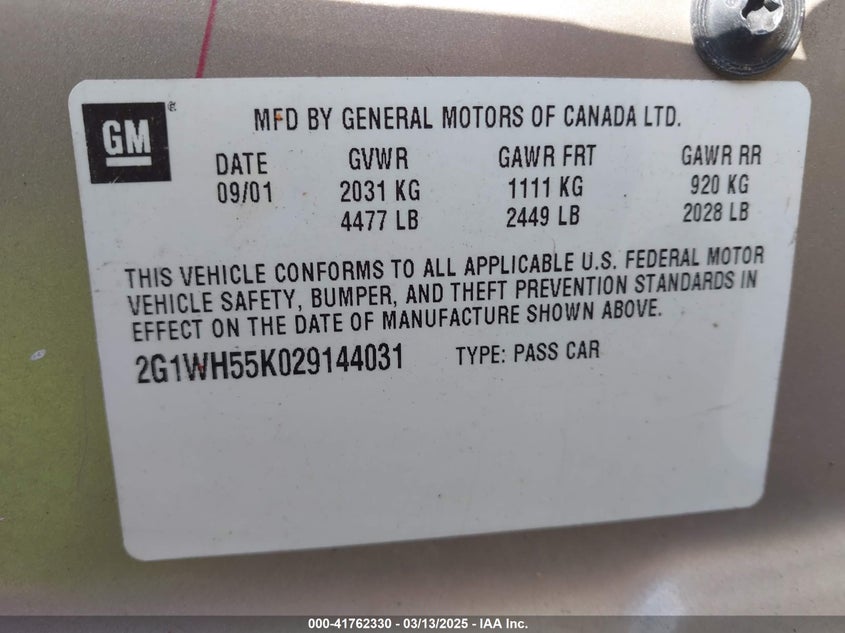 GM ®
MFD BY GENERAL MOTORS OF CANADA LTD.
DATE GVWR GAWR FRT GAWR RR
09/01 2031 KG 1111 KG 920 KG
4477 LB 2449 LB 2028 LB
THIS VEHICLE CONFORMS TO ALL APPLICABLE U.S. FEDERAL MOTOR
VEHICLE SAFETY, BUMPER, AND THEFT PREVENTION STANDARDS IN
EFFECT ON THE DATE OF MANUFACTURE SHOWN ABOVE.
2G1WH55K029144031 TYPE: PASS CAR
000-41762330 - 03/13/2025 - IAA Inc.